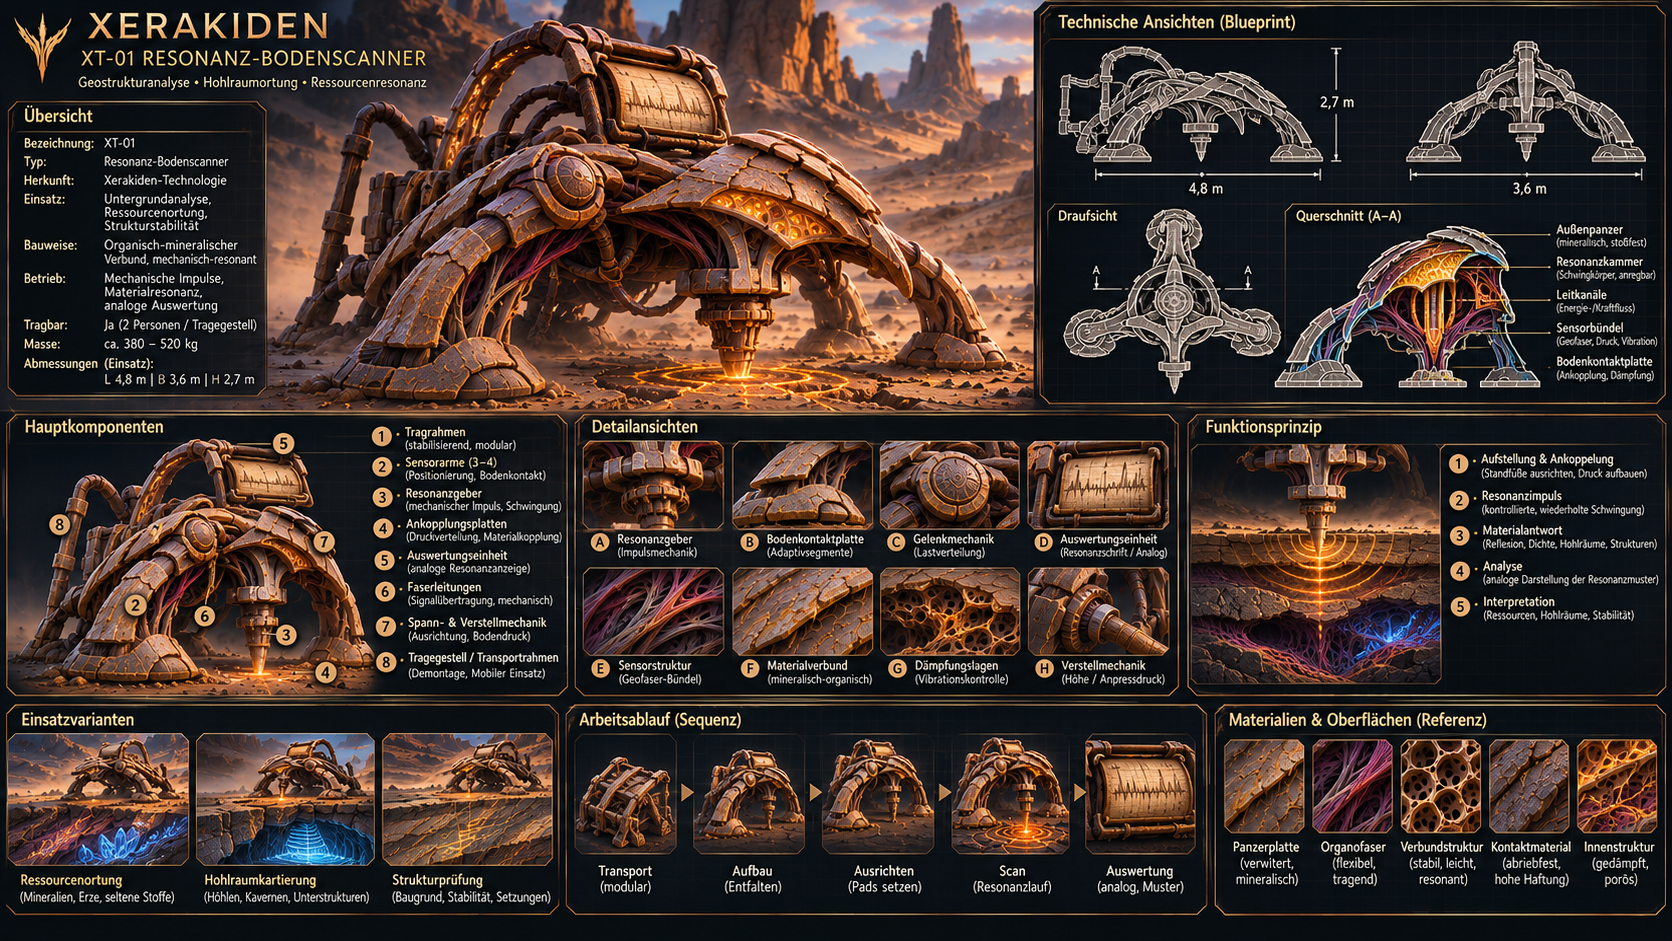 XERAKIDEN
XT-01 RESONANZ-BODENSCANNER
Geostrukturanalyse • Hohlraumortung • Ressourcenresonanz
Übersicht
Bezeichnung: XT-01
Typ: Resonanz-Bodenscanner
Herkunft: Xerakiden-Technologie
Einsatz: Untergrundanalyse,
Ressourcenortung,
Strukturstabilität
Bauweise: Organisch-mineralischer
Verbund, mechanisch-resonant
Betrieb: Mechanische Impulse,
Materialresonanz,
analoge Auswertung
Tragbar: Ja (2 Personen / Tragegestell)
Masse: ca. 380 – 520 kg
Abmessungen (Einsatz):
L 4,8 m | B 3,6 m | H 2,7 m
Technische Ansichten (Blueprint)
2,7 m
4,8 m
3,6 m
Draufsicht
A
A
Querschnitt (A–A)
Außenpanzer
(mineralisch, stoßfest)
Resonanzkammer
(Schwingkörper, anregbar)
Leitkanäle
(Energie-/Kraftfluss)
Sensorbündel
(Geofaser, Druck, Vibration)
Bodenkontaktplatte
(Ankopplung, Dämpfung)
Hauptkomponenten
5
8
7
2
6
3
4
1 • Tragrahmen
(stabilisierend, modular)
2 • Sensorarme (3–4)
(Positionierung, Bodenkontakt)
3 • Resonanzgeber
(mechanischer Impuls, Schwingung)
4 • Ankopplungsplatten
(Druckverteilung, Materialkopplung)
5 • Auswertungseinheit
(analoge Resonanzanzeige)
6 • Faserleitungen
(Signalübertragung, mechanisch)
7 • Spann- & Verstellmechanik
(Ausrichtung, Bodendruck)
8 • Tragegestell / Transportrahmen
(Demontage, Mobiler Einsatz)
Detailansichten
A Resonanzgeber
(Impulsmechanik)
B Bodenkontaktplatte
(Adaptivsegmente)
C Gelenkmechanik
(Lastverteilung)
D Auswertungseinheit
(Resonanzschrift / Analog)
E Sensorstruktur
(Geofaser-Bündel)
F Materialverbund
(mineralisch-organisch)
G Dämpfungslagen
(Vibrationskontrolle)
H Verstellmechanik
(Höhe / Anpressdruck)
Funktionsprinzip
1 • Aufstellung & Ankoppelung
(Standfüße ausrichten, Druck aufbauen)
2 • Resonanzimpuls
(kontrollierte, wiederholte Schwingung)
3 • Materialantwort
(Reflexion, Dichte, Hohlräume, Strukturen)
4 • Analyse
(analoge Darstellung der Resonanzmuster)
5 • Interpretation
(Ressourcen, Hohlräume, Stabilität)
Einsatzvarianten
Ressourcenortung
(Mineralien, Erze, seltene Stoffe)
Hohlraumkartierung
(Höhlen, Kavernen, Unterstrukturen)
Strukturprüfung
(Baugrund, Stabilität, Setzungen)
Arbeitsablauf (Sequenz)
Transport
(modular)
Aufbau
(Entfalten)
Ausrichten
(Pads setzen)
Scan
(Resonanzlauf)
Auswertung
(analog, Muster)
Materialien & Oberflächen (Referenz)
Panzerplatte
(verwitert,
mineralisch)
Organofaser
(flexibel,
tragend)
Verbundstruktur
(stabil, leicht,
resonant)
Kontaktmaterial
(abriebfest,
hohe Haftung)
Innenstruktur
(gedämpft,
porös)